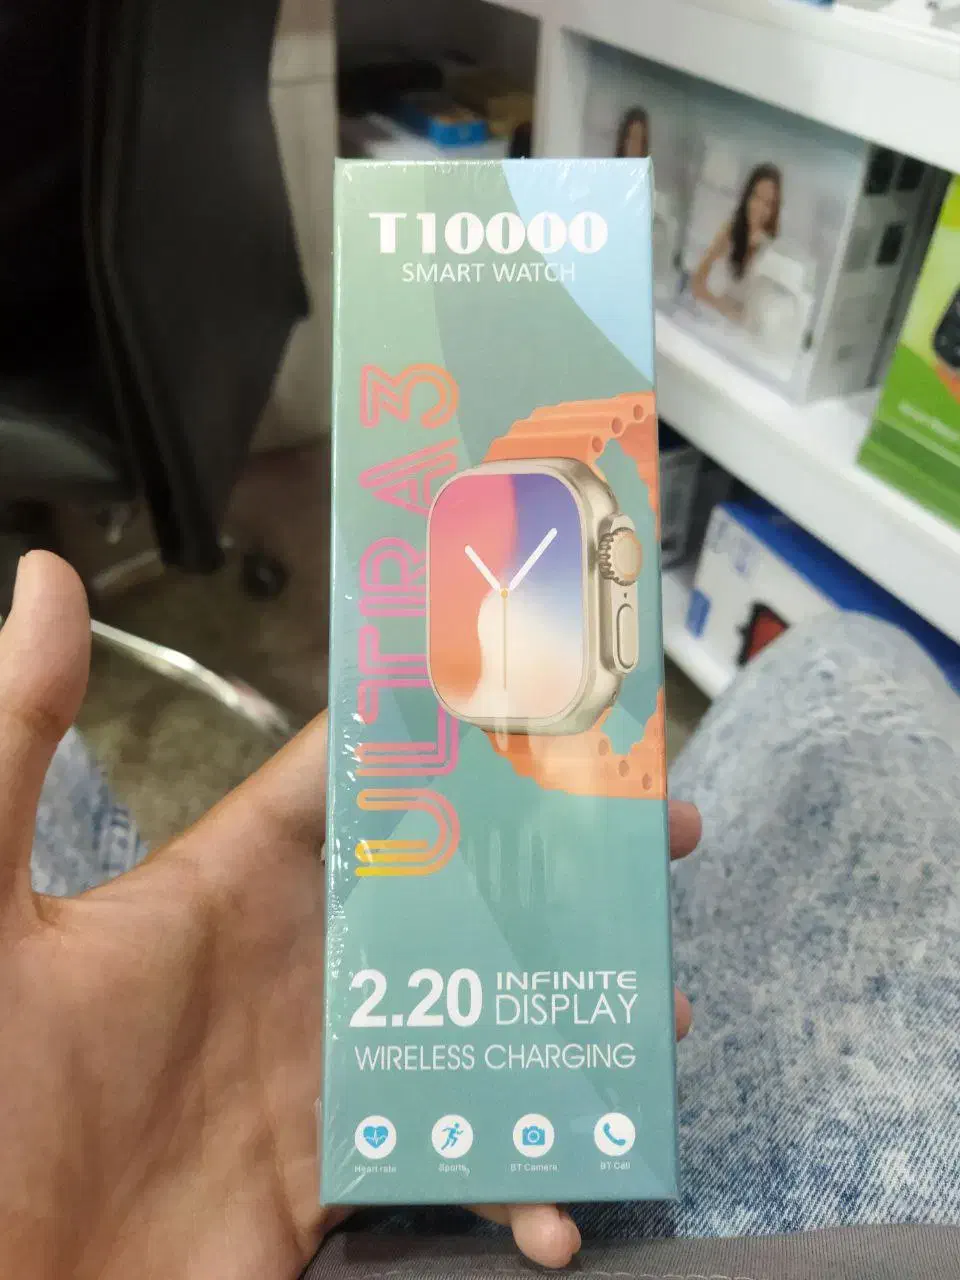 T10000
SMART WATCH
ULTRA 3
2.20 INFINITE
DISPLAY
WIRELESS CHARGING
Heart rate
Sports
BT Camera
BT Call